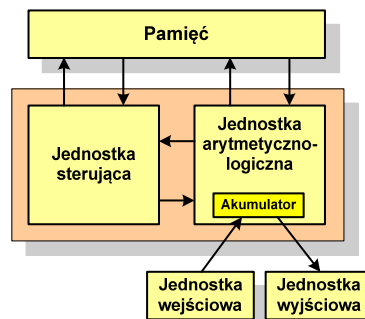 Pamięć
Jednostka
sterująca
Jednostka
arytmetyczno-
logiczna
Akumulator
Jednostka
wejściowa
Jednostka
wyjściowa